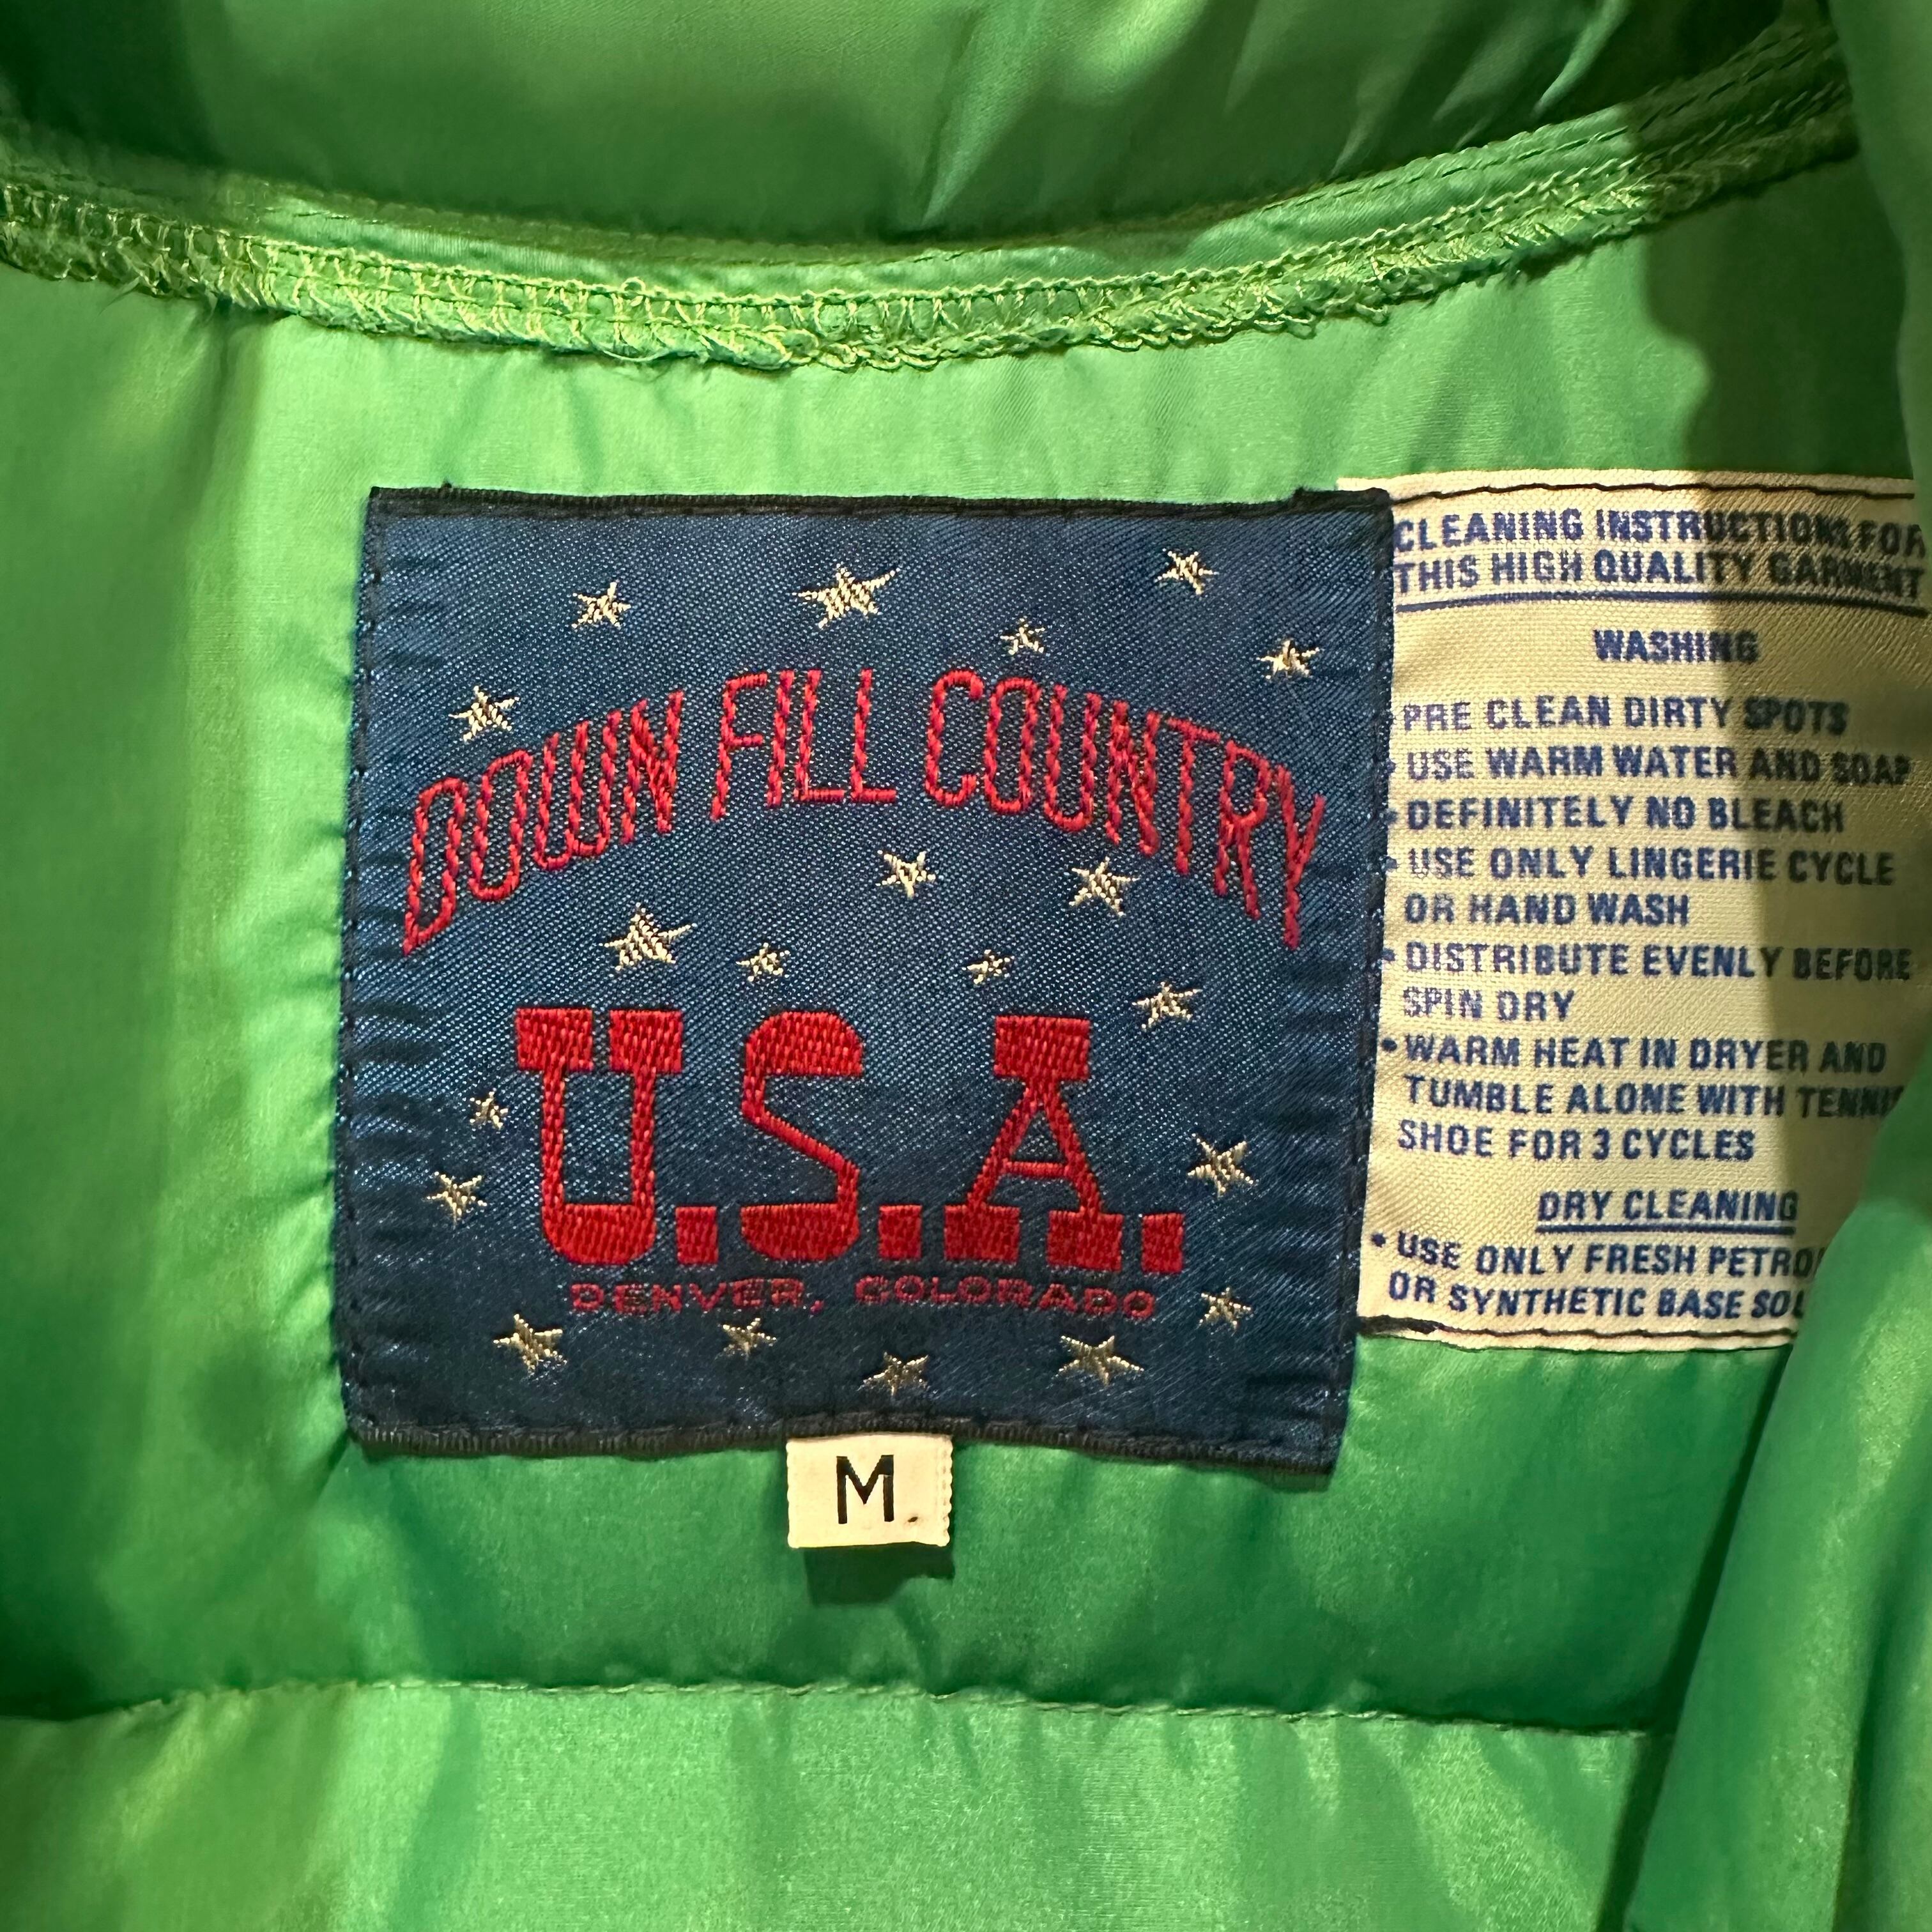 DOWN FILL COUNTRY
U.S.A.
DENVER, COLORADO
M
CLEANING INSTRUCTIONS FOR
THIS HIGH QUALITY GARMENT
WASHING
• PRE CLEAN DIRTY SPOTS
• USE WARM WATER AND SOAP
• DEFINITELY NO BLEACH
• USE ONLY LINGERIE CYCLE
OR HAND WASH
• DISTRIBUTE EVENLY BEFORE
SPIN DRY
• WARM HEAT IN DRYER AND
TUMBLE ALONE WITH TENNIS
SHOE FOR 3 CYCLES
DRY CLEANING
• USE ONLY FRESH
OR SYNTHETIC BASE